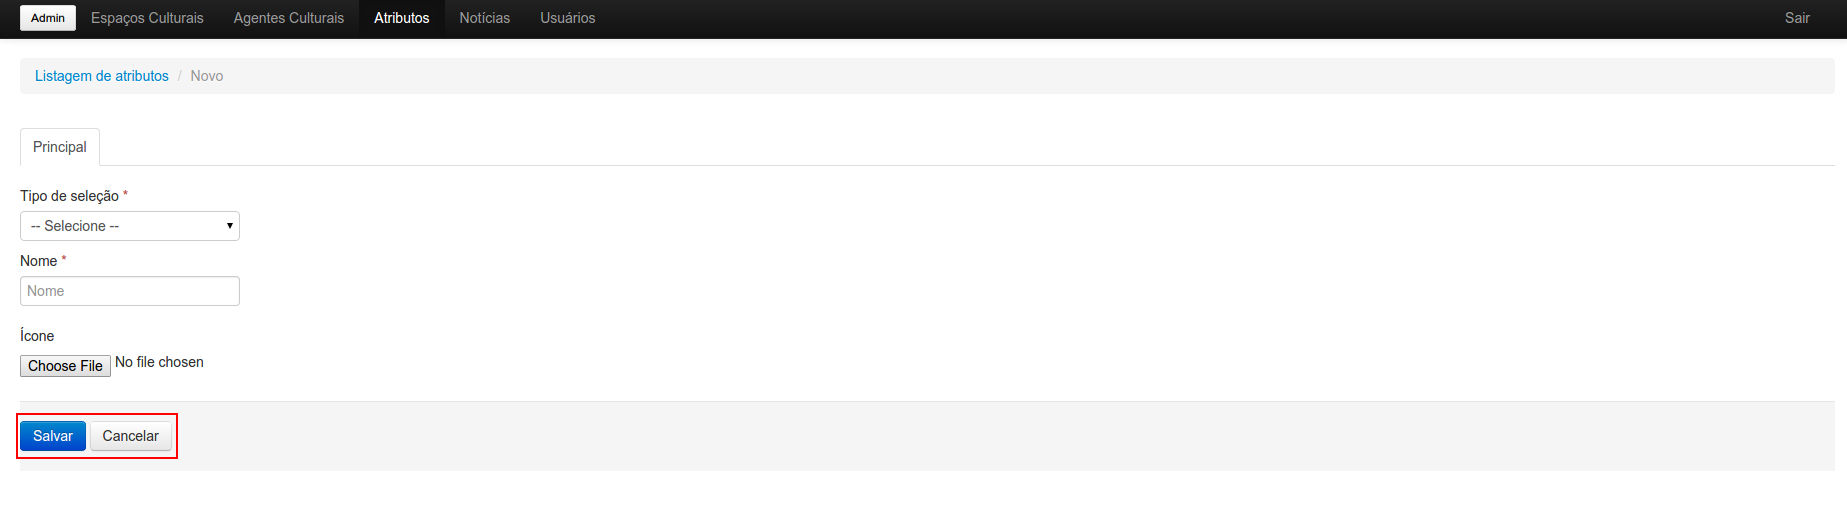 Admin Espaços Culturais Agentes Culturais Atributos Notícias Usuários Sair
Listagem de atributos / Novo
Principal
Tipo de seleção *
-- Selecione --
Nome *
Nome
Ícone
Choose File No file chosen
Salvar Cancelar